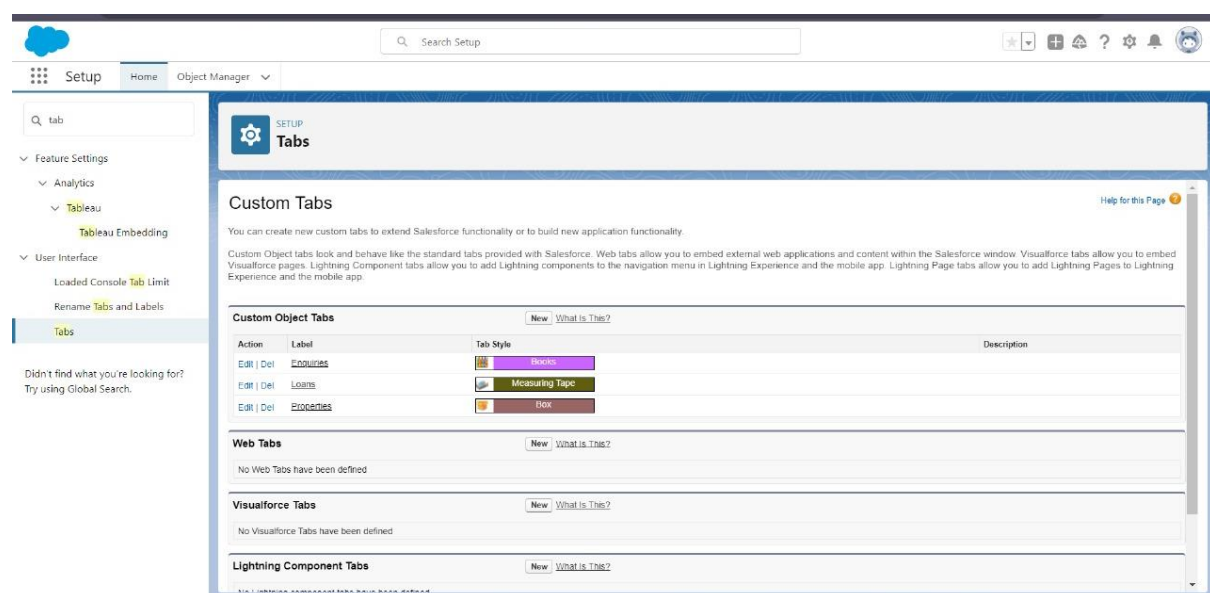 Search Setup
Setup
Home
Object Manager
tab
Feature Settings
Analytics
Tableau
Tableau Embedding
User Interface
Loaded Console Tab Limit
Rename Tabs and Labels
Tabs
Didn't find what you're looking for?
Try using Global Search.
SETUP
Tabs
Custom Tabs
Help for this Page
You can create new custom tabs to extend Salesforce functionality or to build new application functionality.
Custom Object tabs look and behave like the standard tabs provided with Salesforce. Web tabs allow you to embed external web applications and content within the Salesforce window. Visualforce tabs allow you to embed
Visualforce pages. Lightning Component tabs allow you to add Lightning components to the navigation menu in Lightning Experience and the mobile app. Lightning Page tabs allow you to add Lightning Pages to Lightning
Experience and the mobile app.
Custom Object Tabs New What Is This?
Action Label Tab Style Description
Edit | Del Enquiries Books
Edit | Del Loans Measuring Tape
Edit | Del Properties Box
Web Tabs New What Is This?
No Web Tabs have been defined
Visualforce Tabs New What Is This?
No Visualforce Tabs have been defined
Lightning Component Tabs New What Is This?
No Lightning component tabs have been defined